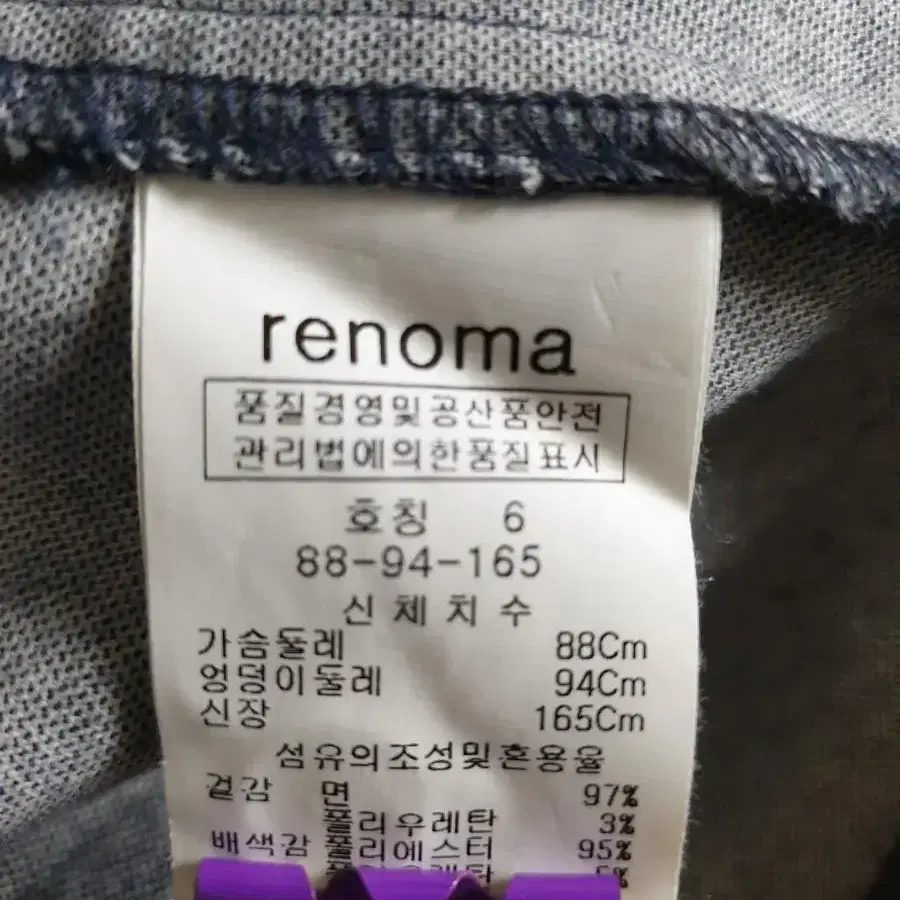 renoma
품질경영및공산품안전
관리법에의한품질표시
호칭 6
88-94-165
신체치수
가슴둘레 88Cm
엉덩이둘레 94Cm
신장 165Cm
섬유의조성및혼용율
겉감 면 97%
폴리우레탄 3%
배색감 폴리에스터 95%
5%